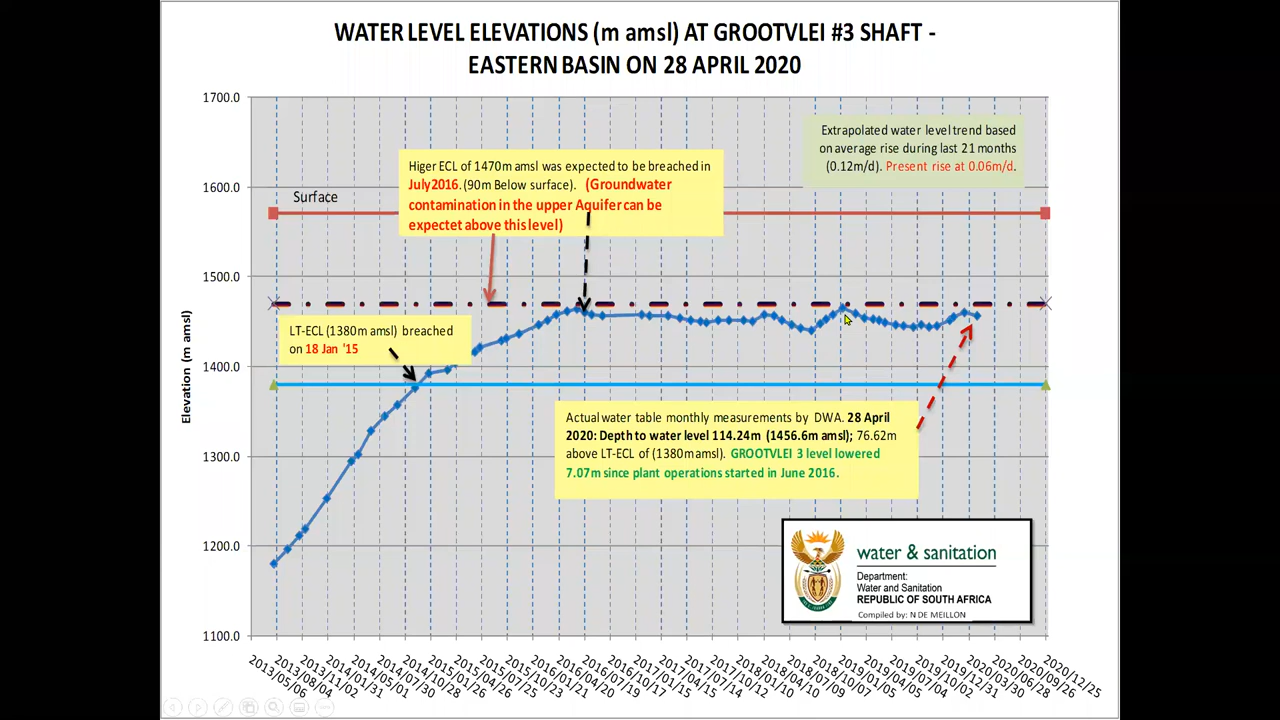 WATER LEVEL ELEVATIONS (m amsl) AT GROOTVLEI #3 SHAFT -
EASTERN BASIN ON 28 APRIL 2020
1700.0
1600.0
1500.0
1400.0
1300.0
1200.0
1100.0
Elevation (m amsl)
Extrapolated water level trend based
on average rise during last 21 months
(0.12m/d). Present rise at 0.06m/d.
Higer ECL of 1470m amsl was expected to be breached in
July2016. (90m Below surface). (Groundwater
contamination in the upper Aquifer can be
expectet above this level)
Surface
LT-ECL (1380m amsl) breached
on 18 Jan '15
Actual water table monthly measurements by DWA. 28 April
2020: Depth to water level 114.24m (1456.6m amsl); 76.62m
above LT-ECL of (1380m amsl). GROOTVLEI 3 level lowered
7.07m since plant operations started in June 2016.
water & sanitation
Department:
Water and Sanitation
REPUBLIC OF SOUTH AFRICA
Compiled by: N DE MEILLON
2013/05/06
2013/08/04
2013/11/02
2014/01/31
2014/05/01
2014/07/30
2014/10/28
2015/01/26
2015/04/26
2015/07/25
2015/10/23
2016/01/21
2016/04/20
2016/07/19
2016/10/17
2017/01/15
2017/04/15
2017/07/14
2017/10/12
2018/01/10
2018/04/10
2018/07/09
2018/10/07
2019/01/05
2019/04/05
2019/07/04
2019/10/02
2019/12/31
2020/03/30
2020/06/28
2020/09/26
2020/12/25